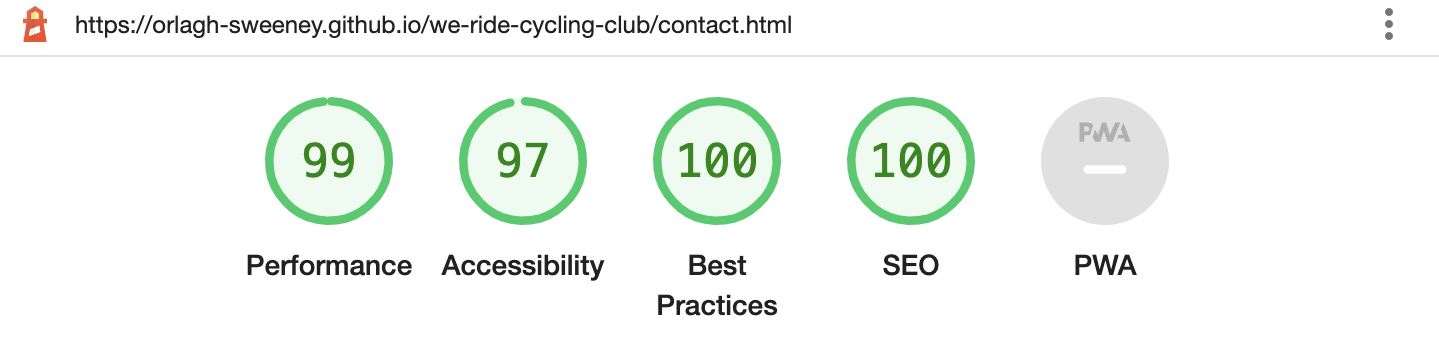 https://orlagh-sweeney.github.io/we-ride-cycling-club/contact.html
99
97
100
100
PWA
Performance
Accessibility
Best
Practices
SEO
PWA